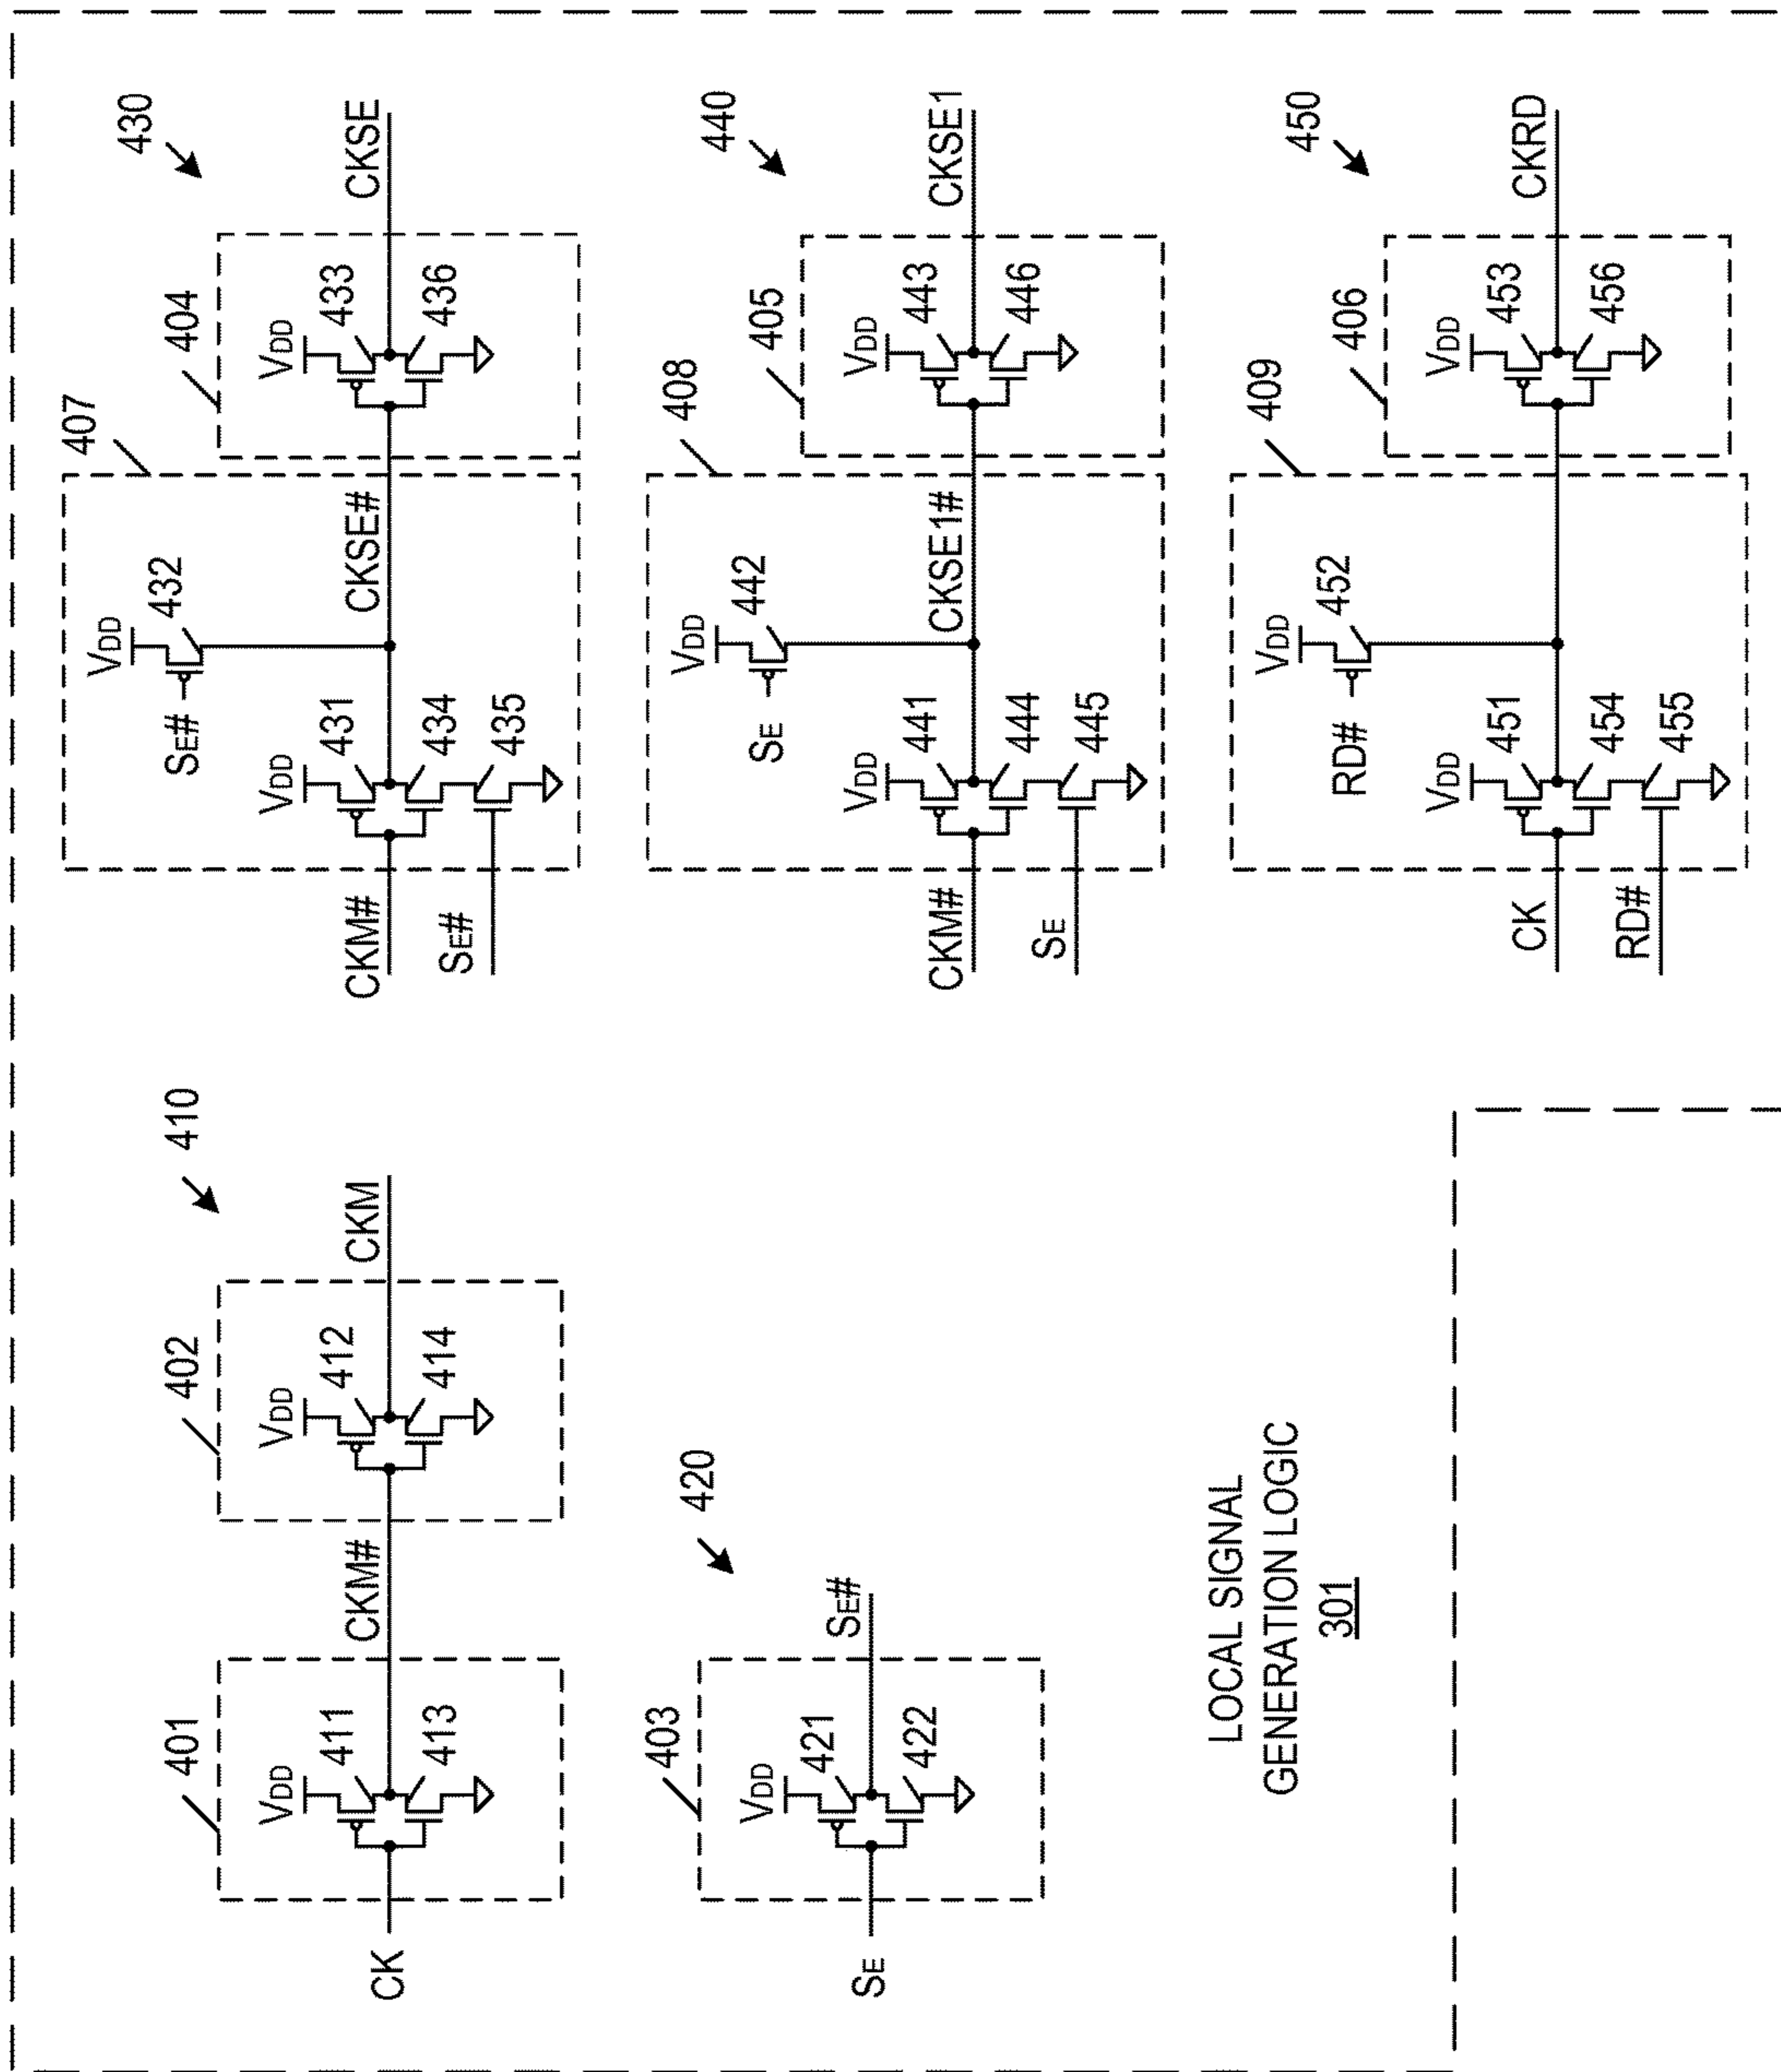 410
402
401
VDD
412
414
VDD
411
413
CK
CKM#
CKM
420
403
VDD
421
422
SE
SE#
LOCAL SIGNAL
GENERATION LOGIC
301
430
407
404
SE#
VDD
432
VDD
431
434
435
VDD
433
436
CKM#
SE#
CKSE#
CKSE
440
408
405
SE
VDD
442
VDD
441
444
445
VDD
443
446
CKM#
SE
CKSE1#
CKSE1
450
409
406
RD#
VDD
452
VDD
451
454
455
VDD
453
456
CK
RD#
CKRD